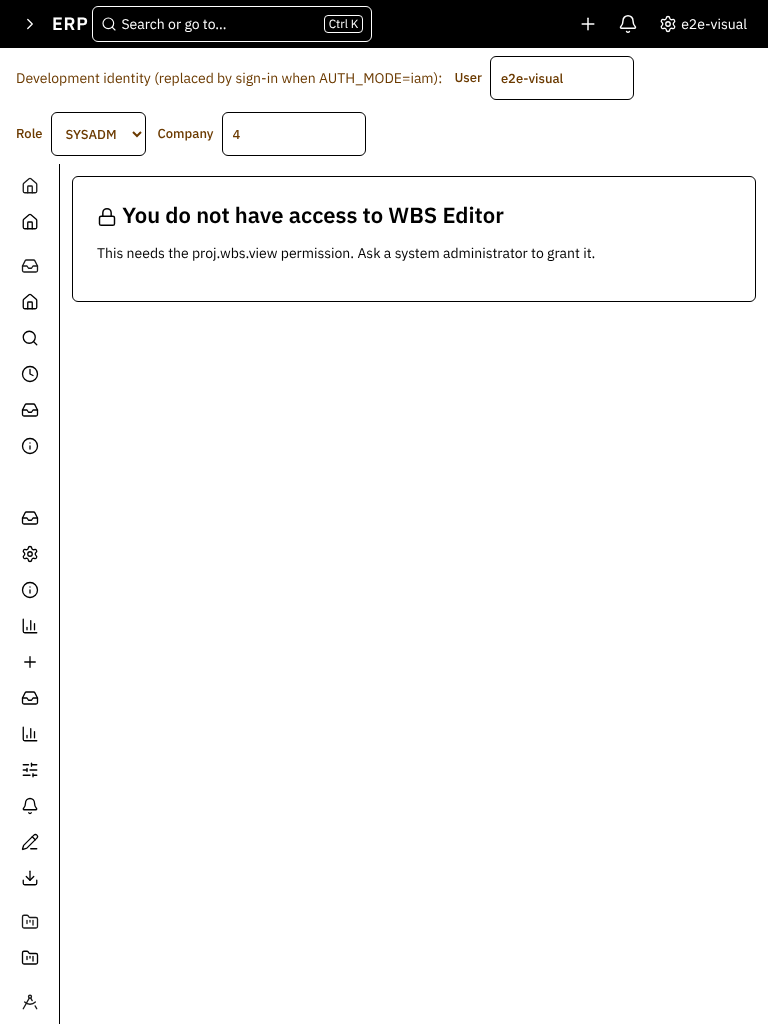 ERP
Search or go to...
Ctrl K
e2e-visual
Development identity (replaced by sign-in when AUTH_MODE=iam):
User
e2e-visual
Role
SYSADM
Company
4
You do not have access to WBS Editor
This needs the proj.wbs.view permission. Ask a system administrator to grant it.